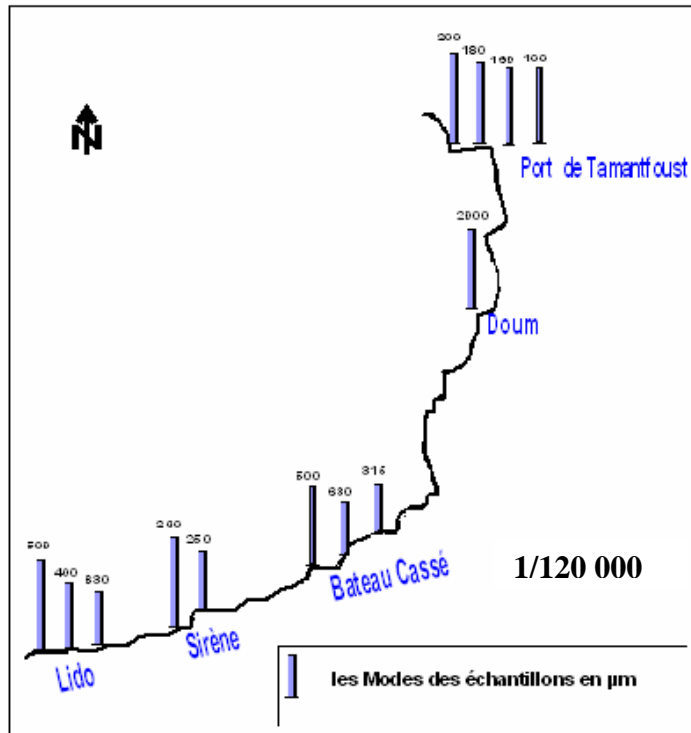 200
180
160
100
Port de Tamantfoust
2000
Doum
500
630
315
500
400
630
200
250
Bateau Cassé
1/120 000
Sirène
Lido
les Modes des échantillons en µm
N